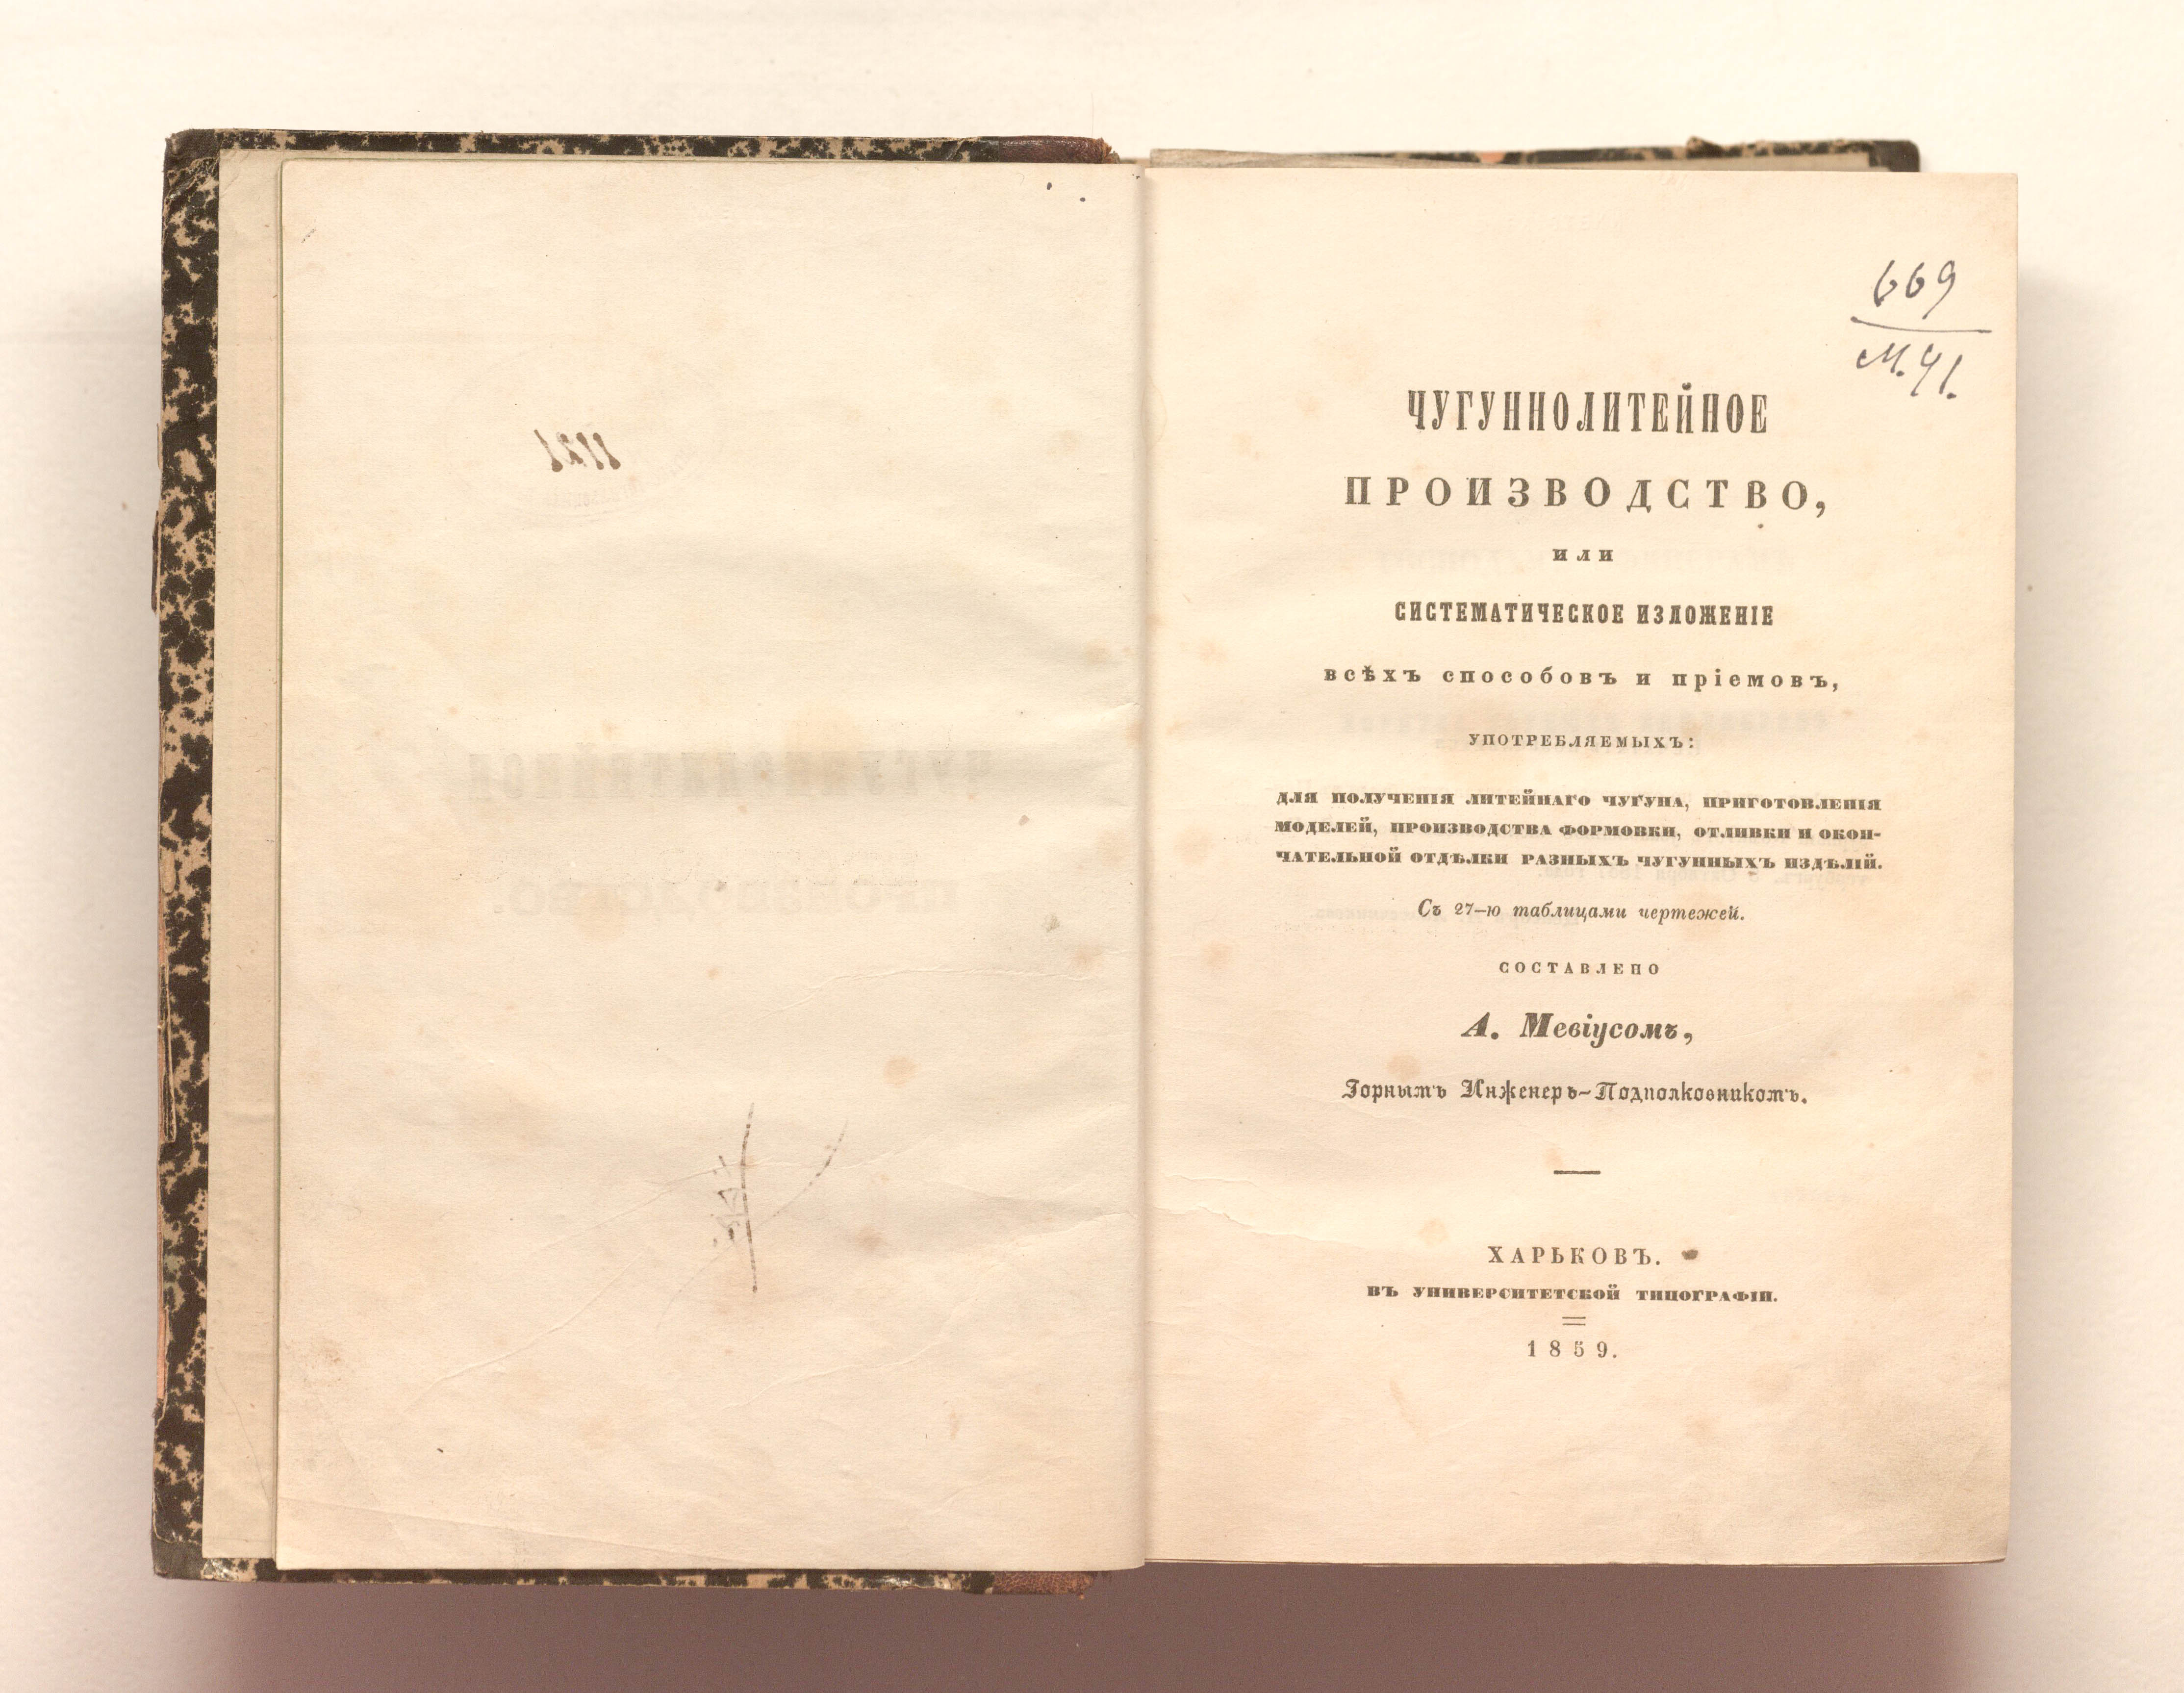 669
М.41.
ЧУГУННОЛИТЕЙНОЕ
ПРОИЗВОДСТВО,
или
СИСТЕМАТИЧЕСКОЕ ИЗЛОЖЕНІЕ
всѣхъ способовъ и пріемовъ,
УПОТРЕБЛЯЕМЫХЪ:
ДЛЯ ПОЛУЧЕНІЯ ЛИТЕЙНАГО ЧУГУНА, ПРИГОТОВЛЕНІЯ
МОДЕЛЕЙ, ПРОИЗВОДСТВА ФОРМОВКИ, ОТЛИВКИ И ОКОН-
ЧАТЕЛЬНОЙ ОТДѢЛКИ РАЗНЫХЪ ЧУГУННЫХЪ ИЗДѢЛІЙ.
Съ 27-ю таблицами чертежей.
СОСТАВЛЕНО
А. Мевіусомъ,
Горнымъ Инженеръ-Подполковникомъ.
ХАРЬКОВЪ.
ВЪ УНИВЕРСИТЕТСКОЙ ТИПОГРАФІИ.
1859.